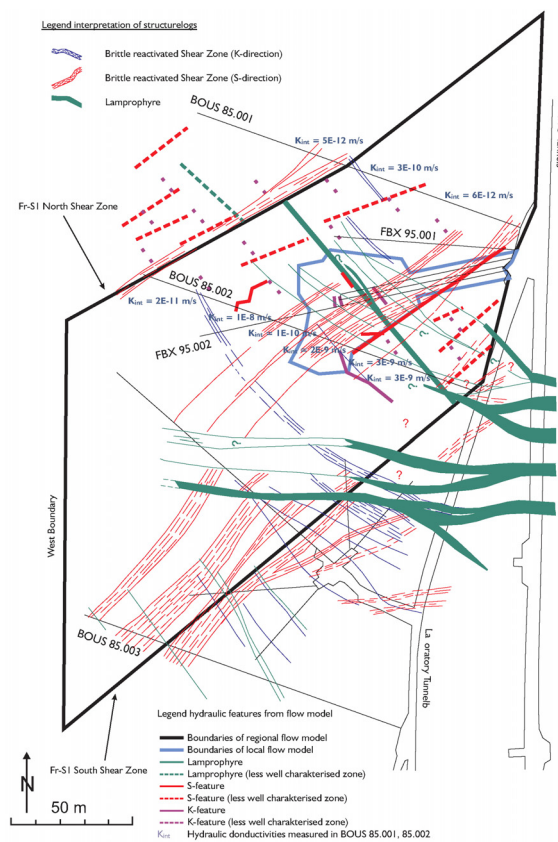 Legend interpretation of structurelogs
Brittle reactivated Shear Zone (K-direction)
Brittle reactivated Shear Zone (S-direction)
Lamprophyre
BOUS 85.001
Kint = 5E-12 m/s
Kint = 3E-10 m/s
Kint = 6E-12 m/s
Fr-S1 North Shear Zone
FBX 95.001
?
BOUS 85.002
Kint = 2E-11 m/s
Kint = 1E-8 m/s
Kint = 1E-10 m/s
FBX 95.002
Kint = 2E-9 m/s
Kint = 3E-9 m/s
Kint = 3E-9 m/s
?
?
?
?
?
?
?
?
West Boundary
BOUS 85.003
La oratory Tunnelb
Fr-S1 South Shear Zone
N
50 m
Legend hydraulic features from flow model
Boundaries of regional flow model
Boundaries of local flow model
Lamprophyre
Lamprophyre (less well charakterised zone)
S-feature
S-feature (less well charakterised zone)
K-feature
K-feature (less well charakterised zone)
Kint Hydraulic donductivities measured in BOUS 85.001, 85.002